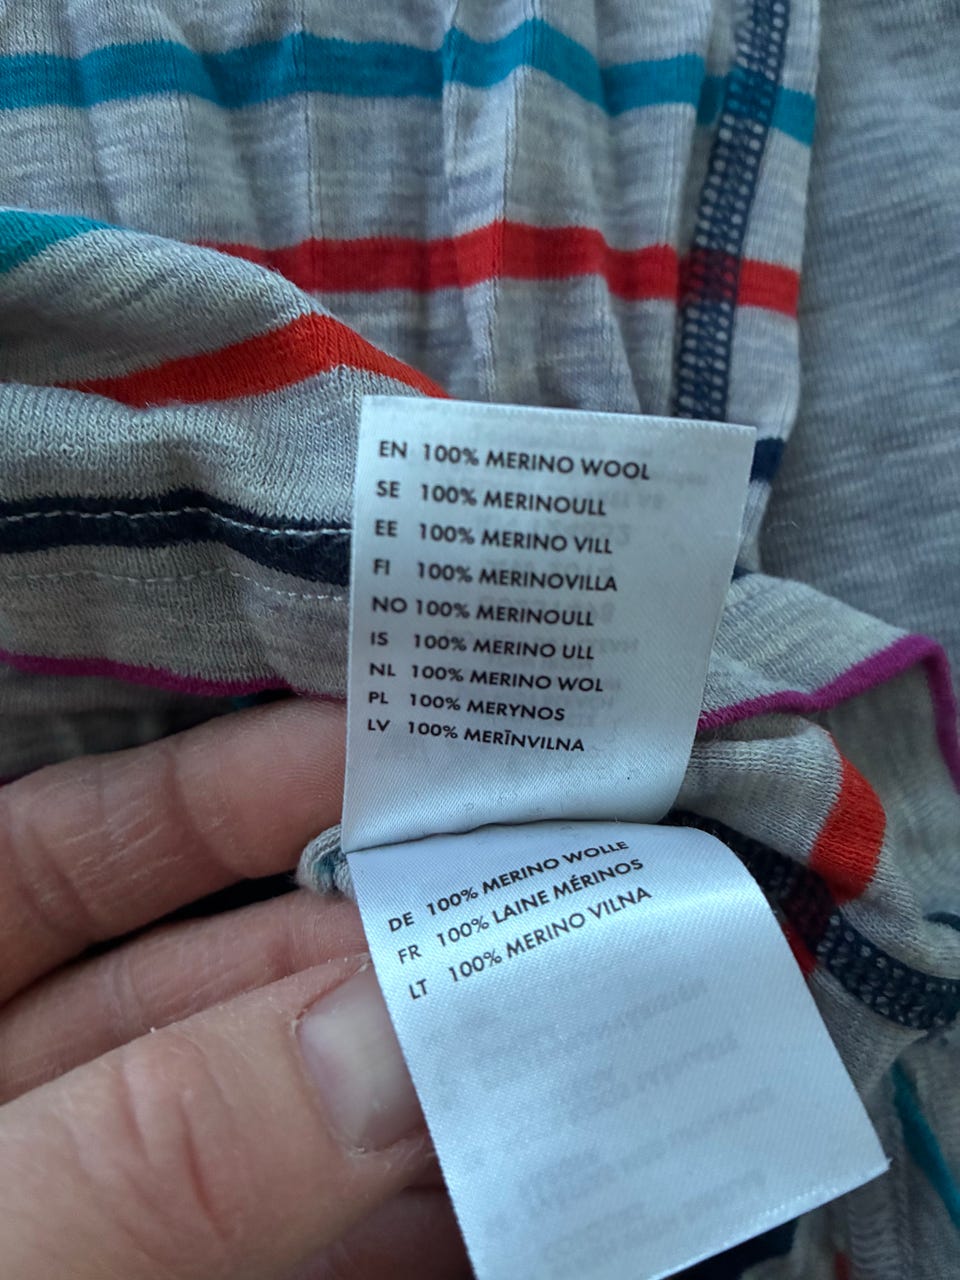 EN 100% MERINO WOOL
SE 100% MERINOULL
EE 100% MERINO VILL
FI 100% MERINOVILLA
NO 100% MERINOULL
IS 100% MERINO ULL
NL 100% MERINO WOL
PL 100% MERYNOS
LV 100% MERĪNVILNA
DE 100% MERINO WOLLE
FR 100% LAINE MÉRINOS
LT 100% MERINO VILNA